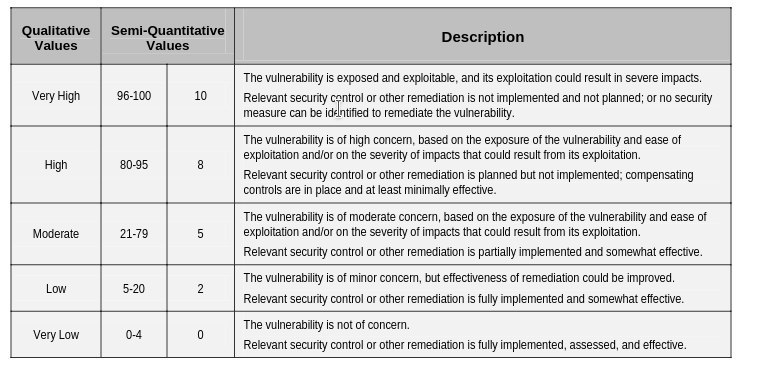 Qualitative Values
Semi-Quantitative Values
Description
Very High
96-100
10
The vulnerability is exposed and exploitable, and its exploitation could result in severe impacts.
Relevant security control or other remediation is not implemented and not planned; or no security
measure can be identified to remediate the vulnerability.
High
80-95
8
The vulnerability is of high concern, based on the exposure of the vulnerability and ease of
exploitation and/or on the severity of impacts that could result from its exploitation.
Relevant security control or other remediation is planned but not implemented; compensating
controls are in place and at least minimally effective.
Moderate
21-79
5
The vulnerability is of moderate concern, based on the exposure of the vulnerability and ease of
exploitation and/or on the severity of impacts that could result from its exploitation.
Relevant security control or other remediation is partially implemented and somewhat effective.
Low
5-20
2
The vulnerability is of minor concern, but effectiveness of remediation could be improved.
Relevant security control or other remediation is fully implemented and somewhat effective.
Very Low
0-4
0
The vulnerability is not of concern.
Relevant security control or other remediation is fully implemented, assessed, and effective.